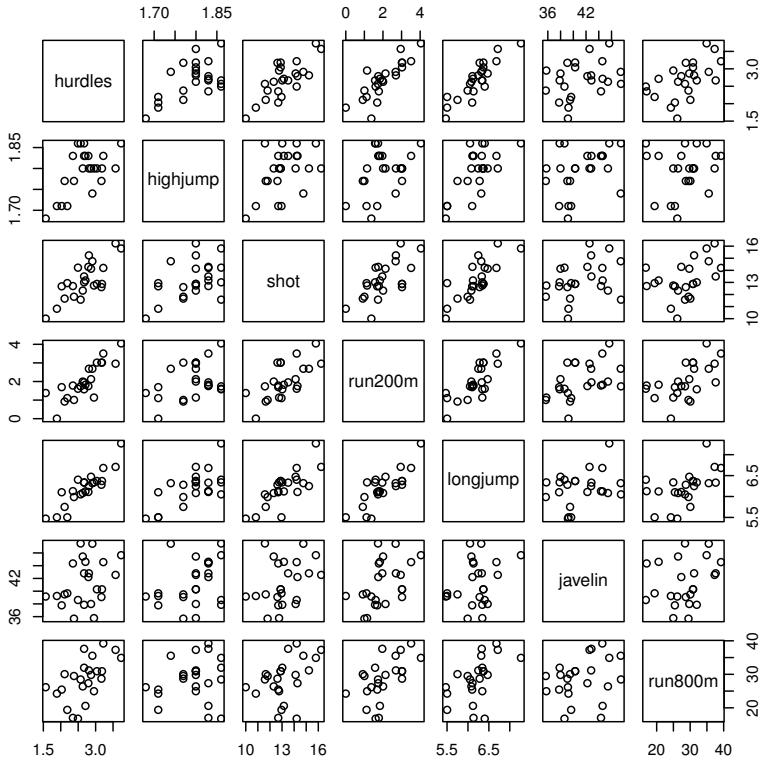 1.70 1.85 0 2 4 36 42
hurdles 1.5 3.0
1.70 1.85 highjump
shot 10 13 16
0 2 4 run200m
longjump 5.5 6.5
36 42 javelin
run800m 20 30 40
1.5 3.0 10 13 16 5.5 6.5 20 30 40